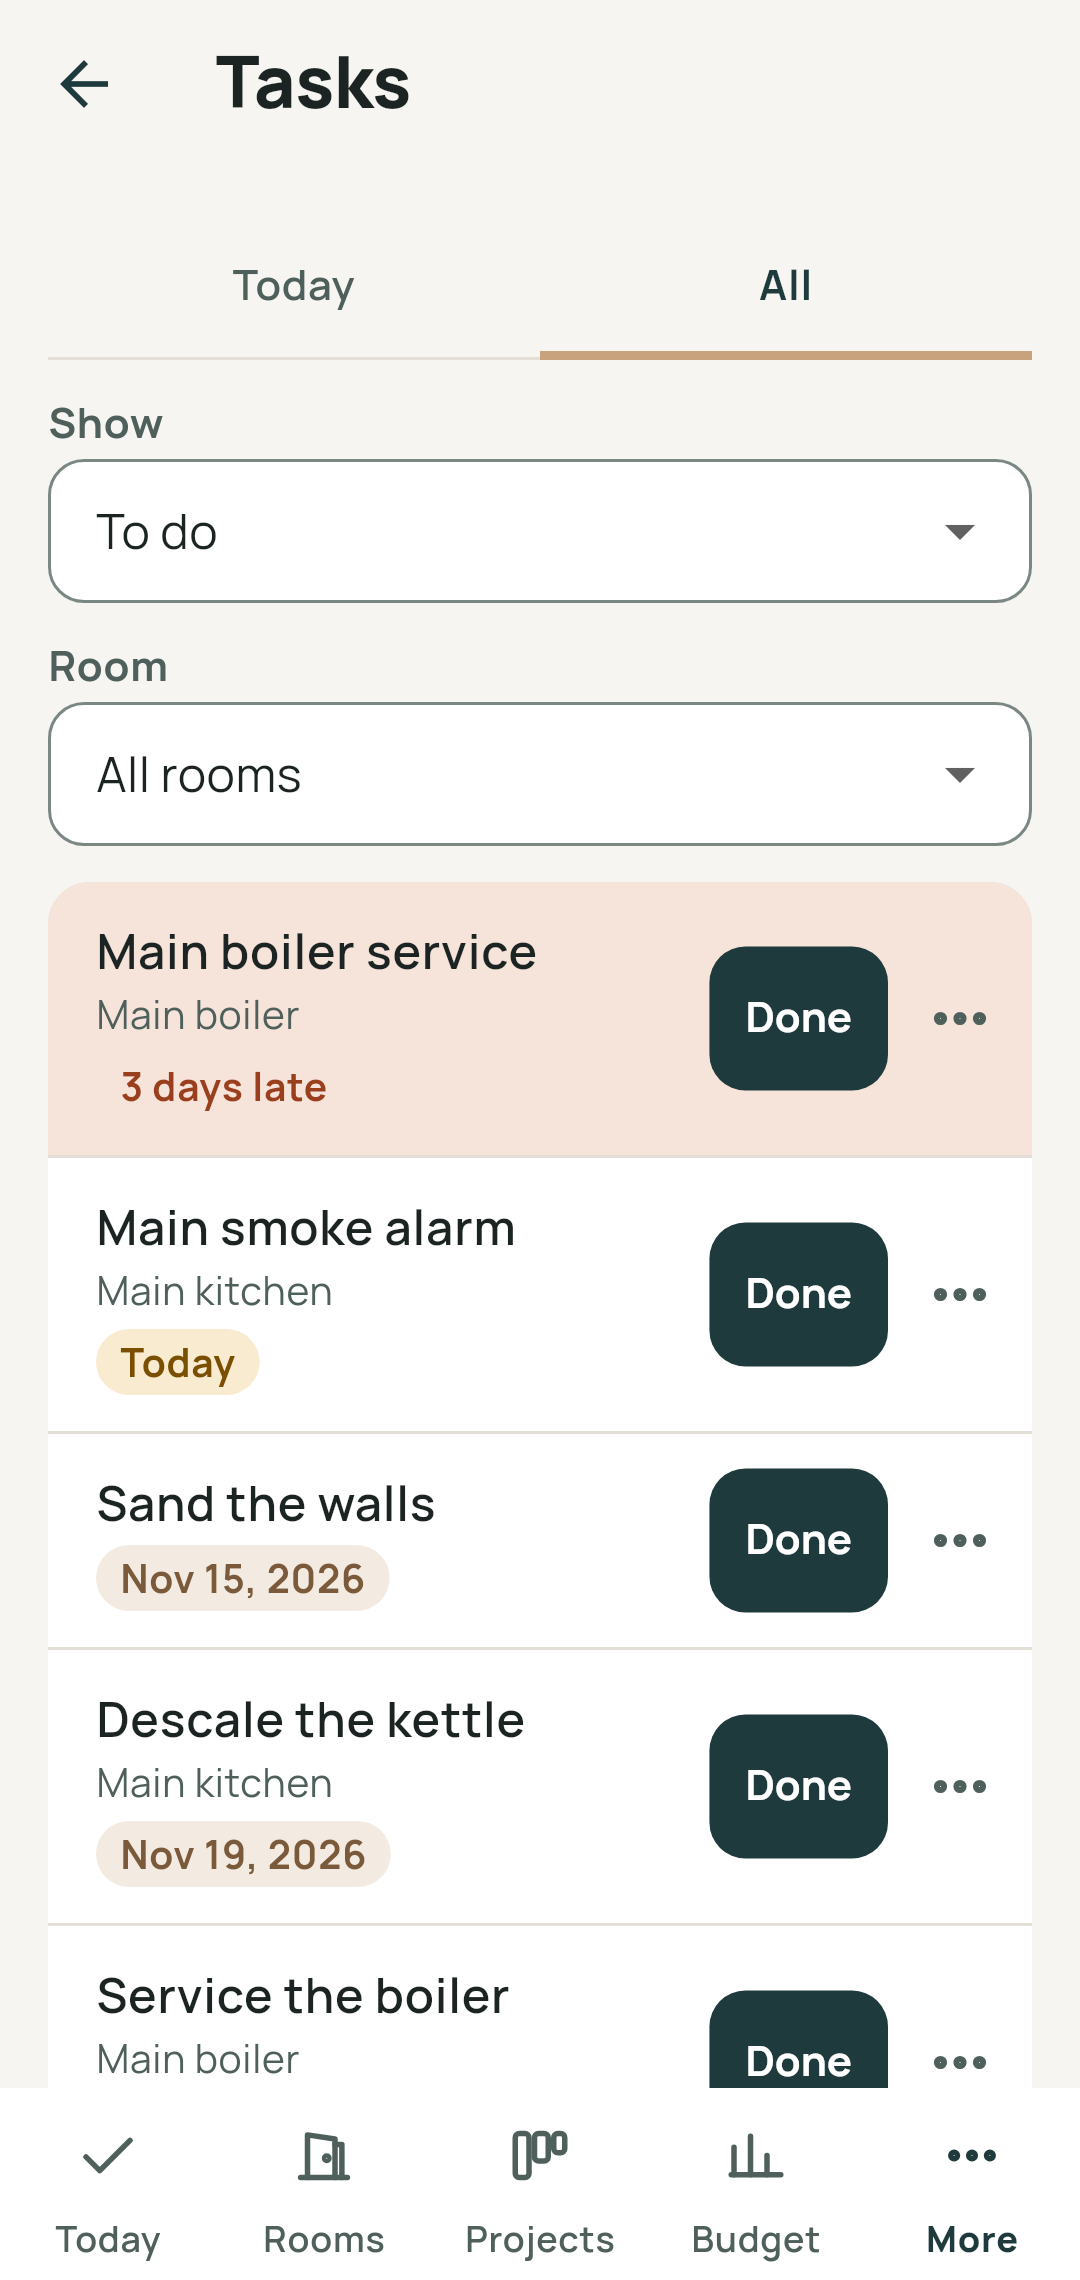 Tasks
Today
All
Show
To do
Room
All rooms
Main boiler service
Main boiler
3 days late
Done
Main smoke alarm
Main kitchen
Today
Done
Sand the walls
Nov 15, 2026
Done
Descale the kettle
Main kitchen
Nov 19, 2026
Done
Service the boiler
Main boiler
Done
Today
Rooms
Projects
Budget
More